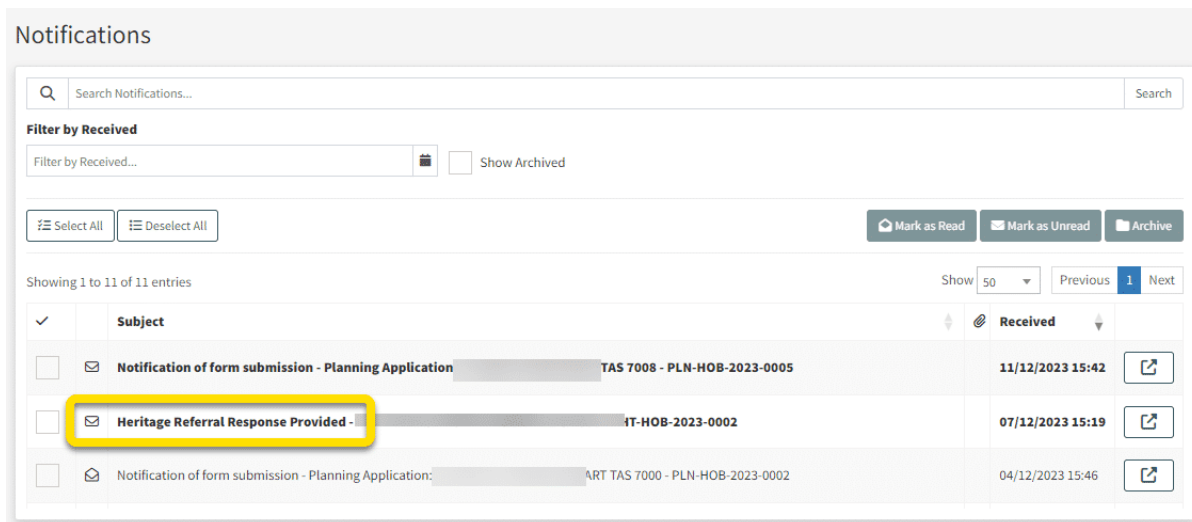 Notifications
Search Notifications... Search
Filter by Received
Filter by Received... Show Archived
Select All Deselect All Mark as Read Mark as Unread Archive
Showing 1 to 11 of 11 entries Show 50 Previous 1 Next
Subject Received
Notification of form submission - Planning Application TAS 7008 - PLN-HOB-2023-0005 11/12/2023 15:42
Heritage Referral Response Provided - HT-HOB-2023-0002 07/12/2023 15:19
Notification of form submission - Planning Application: ART TAS 7000 - PLN-HOB-2023-0002 04/12/2023 15:46